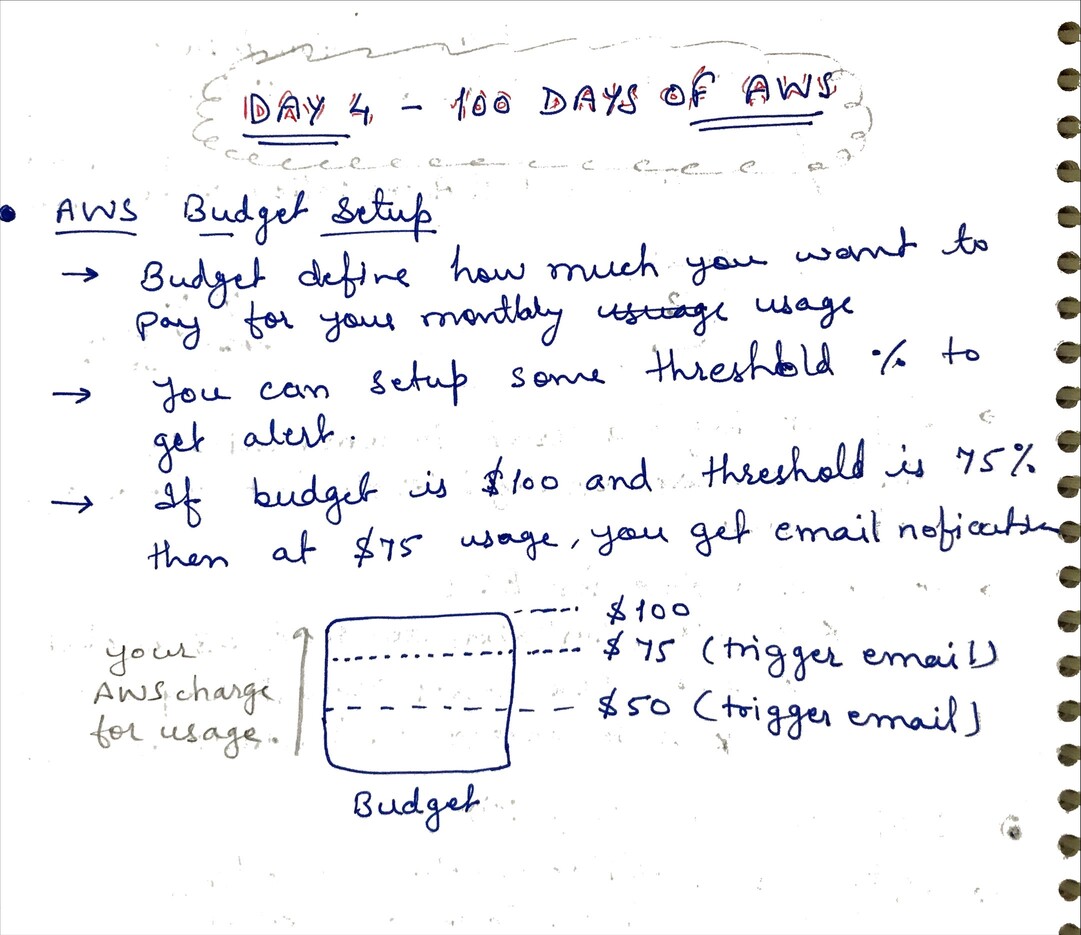 DAY 4 - 100 DAYS OF AWS
• AWS Budget Setup
→ Budget define how much you want to
pay for your monthly usuage usage
→ You can setup some threshold % to
get alert.
→ If budget is $100 and threshold is 75%
then at $75 usage, you get email nofication
$100
$75 (trigger email)
$50 (trigger email)
your
AWS charge
for usage.
Budget